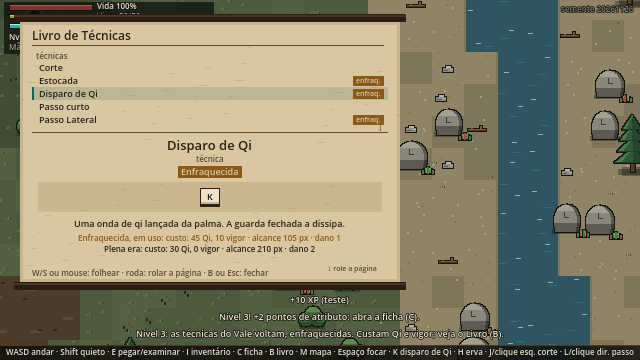 Vida 100%
semente 20261128
Livro de Técnicas
técnicas
Corte
Estocada enfraq.
Disparo de Qi enfraq.
Passo curto
Passo Lateral enfraq.
↓
Disparo de Qi
técnica
Enfraquecida
K
Uma onda de qi lançada da palma. A guarda fechada a dissipa.
Enfraquecida, em uso: custo: 45 Qi, 10 vigor · alcance 105 px · dano 1
Plena era: custo: 30 Qi, 0 vigor · alcance 210 px · dano 2
↓ role a página
W/S ou mouse: folhear · roda: rolar a página · B ou Esc: fechar
+10 XP (teste)
Nível 3! +2 pontos de atributo: abra a ficha (C).
Nível 3: as técnicas do Vale voltam, enfraquecidas. Custam Qi e vigor; veja o Livro (B).
WASD andar · Shift quieto · E pegar/examinar · I inventário · C ficha · B livro · M mapa · Espaço focar · K disparo de Qi · H erva · J/clique esq. corte · L/clique dir. passo